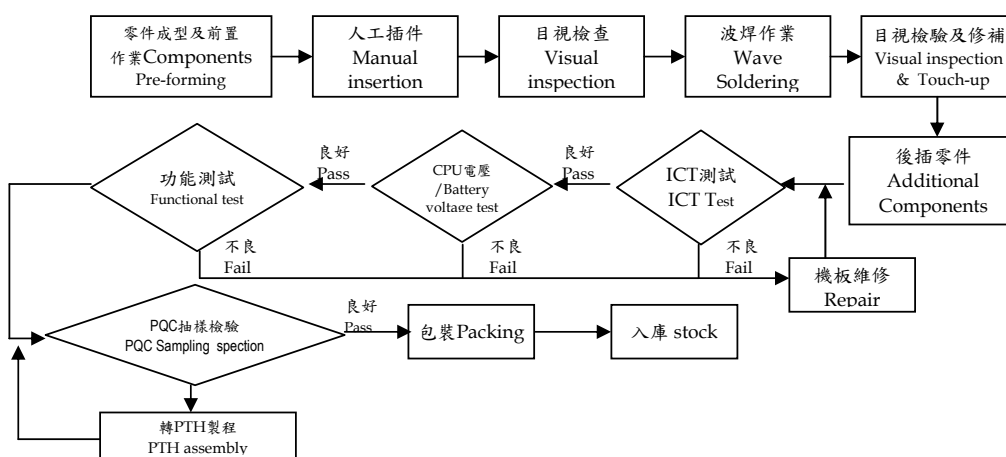 零件成型及前置
作業Components
Pre-forming
人工插件
Manual
insertion
目視檢查
Visual
inspection
波焊作業
Wave
Soldering
目視檢驗及修補
Visual inspection
& Touch-up
後插零件
Additional
Components
ICT測試
ICT Test
良好
Pass
CPU電壓
/Battery
voltage test
良好
Pass
功能測試
Functional test
不良
Fail
不良
Fail
不良
Fail
機板維修
Repair
PQC抽樣檢驗
PQC Sampling spection
良好
Pass
包裝Packing
入庫 stock
轉PTH製程
PTH assembly